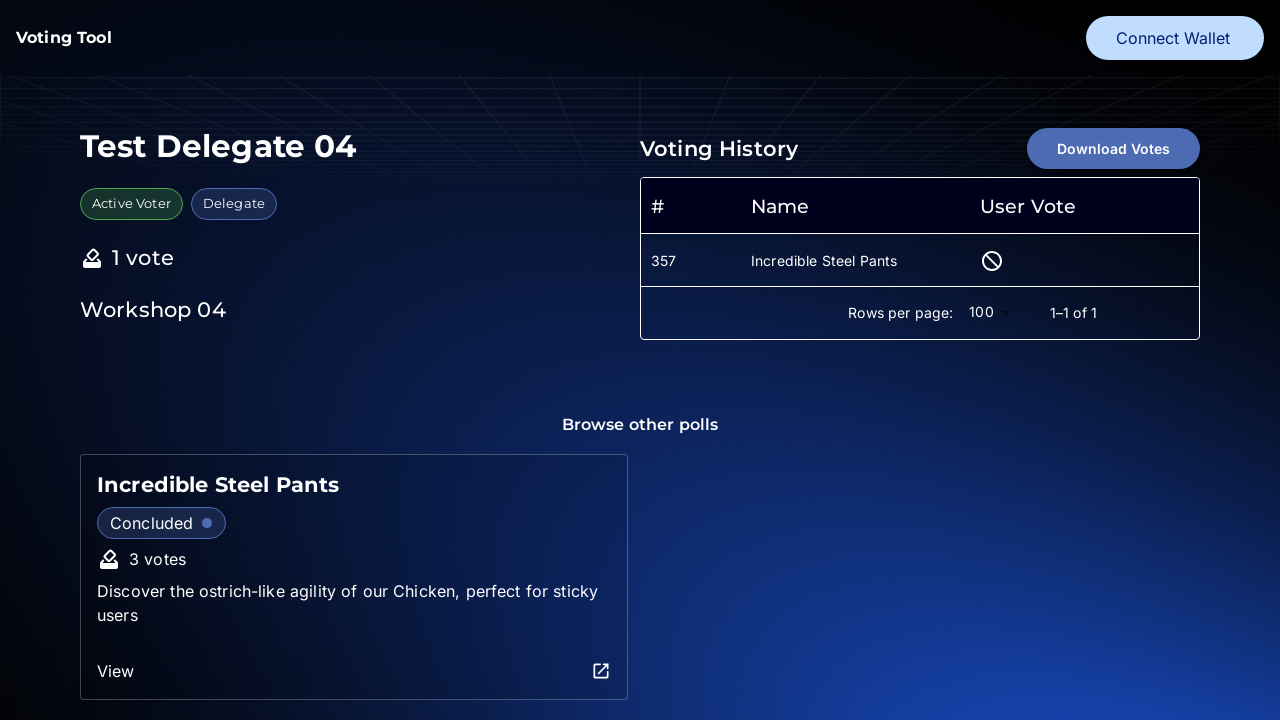 Voting Tool
Connect Wallet
Test Delegate 04
Active Voter
Delegate
1 vote
Workshop 04
Voting History
Download Votes
# Name User Vote
357 Incredible Steel Pants
Rows per page: 100 1–1 of 1
Browse other polls
Incredible Steel Pants
Concluded
3 votes
Discover the ostrich-like agility of our Chicken, perfect for sticky
users
View